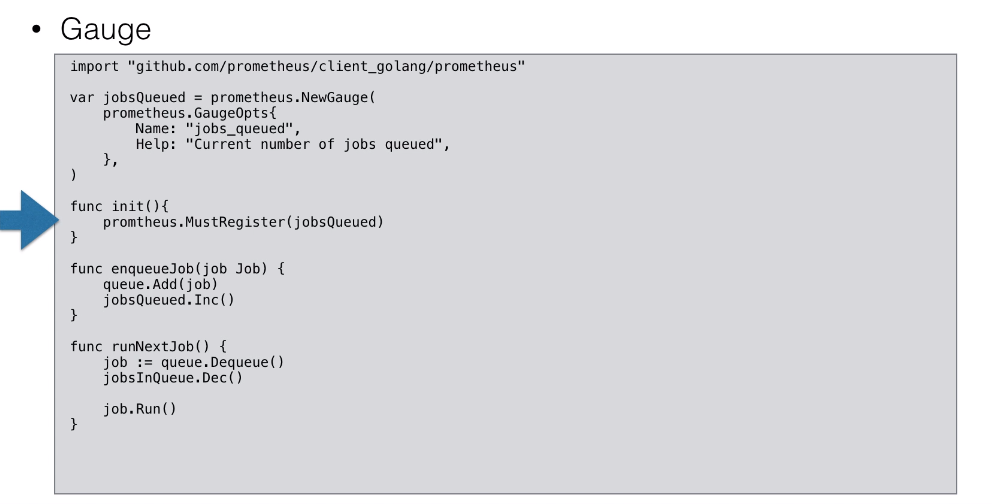 • Gauge
import "github.com/prometheus/client_golang/prometheus"
var jobsQueued = prometheus.NewGauge(
    prometheus.GaugeOpts{
        Name: "jobs_queued",
        Help: "Current number of jobs queued",
    },
)
func init(){
    promtheus.MustRegister(jobsQueued)
}
func enqueueJob(job Job) {
    queue.Add(job)
    jobsQueued.Inc()
}
func runNextJob() {
    job := queue.Dequeue()
    jobsInQueue.Dec()
    job.Run()
}